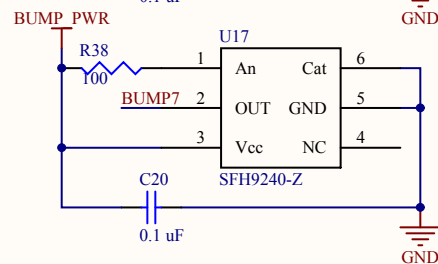 0.1 uF
GND
BUMP_PWR
U17
R38
100
1
An
Cat
6
BUMP7
2
OUT
GND
5
3
Vcc
NC
4
C20
SFH9240-Z
0.1 uF
GND